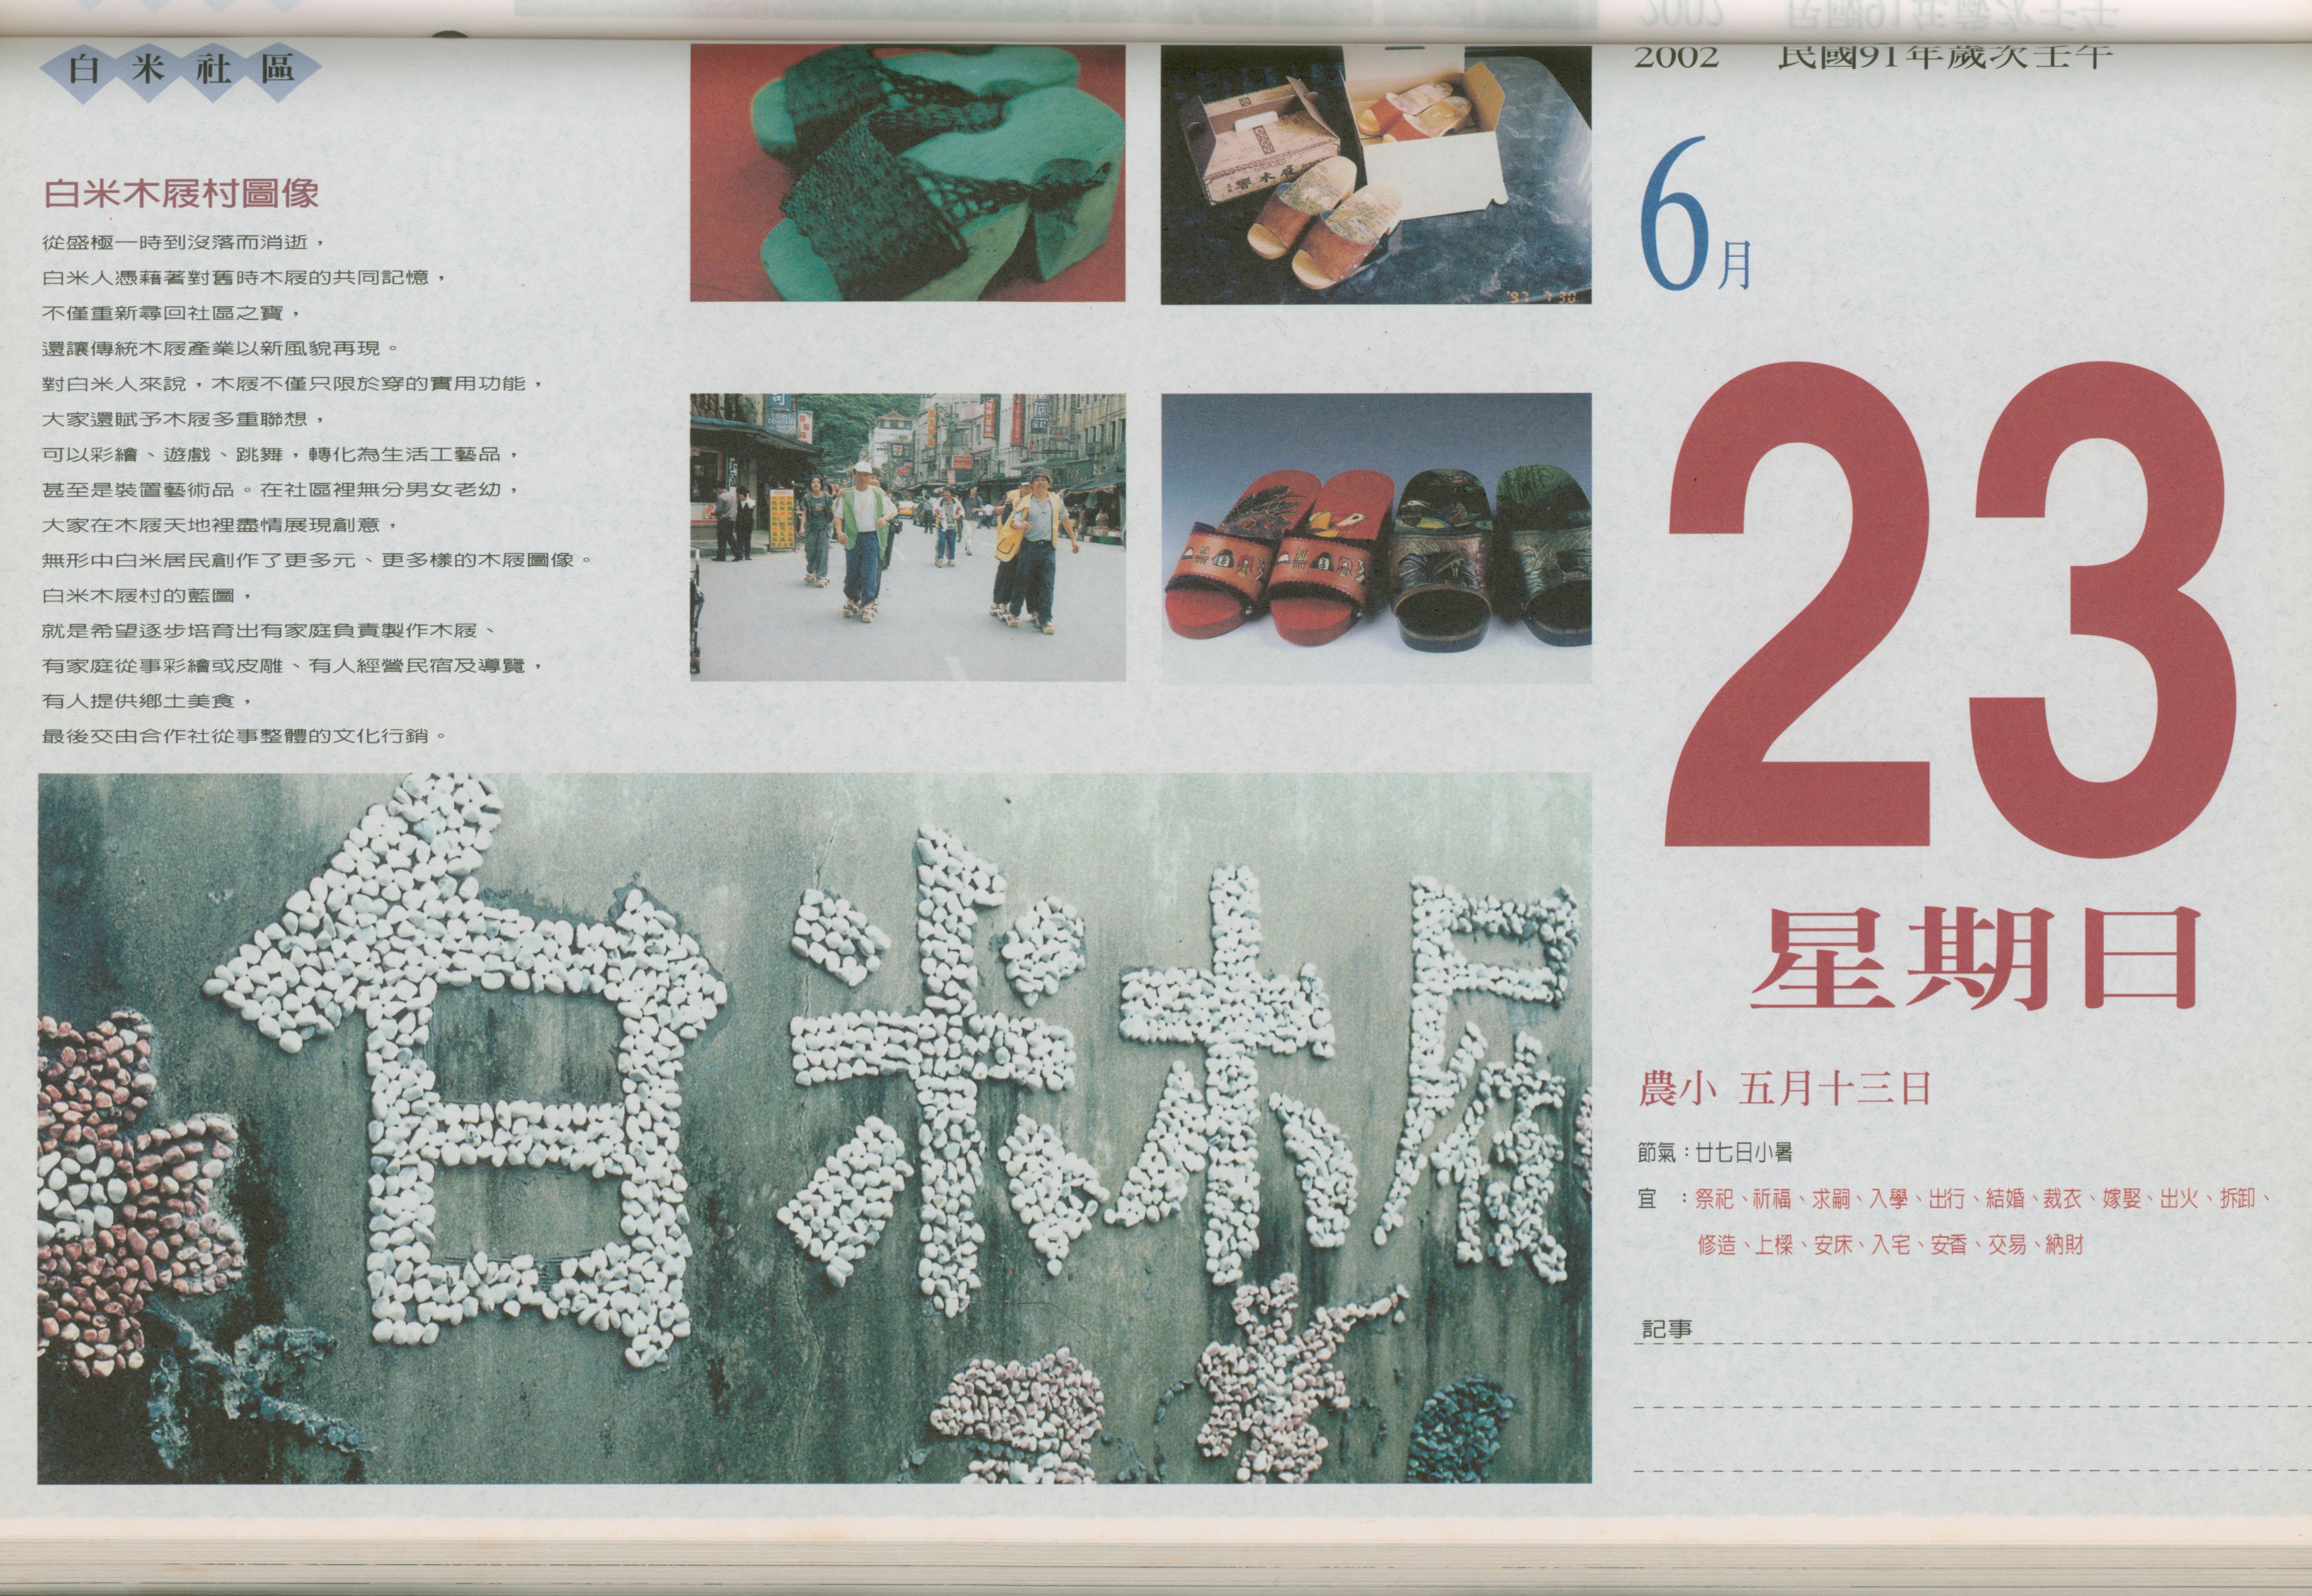 白米社區
白米木屐村圖像
從盛極一時到沒落而消逝，
白米人憑藉著對舊時木屐的共同記憶，
不僅重新尋回社區之寶，
還讓傳統木屐產業以新風貌再現。
對白米人來說，木屐不僅只限於穿的實用功能，
大家還賦予木屐多重聯想，
可以彩繪、遊戲、跳舞，轉化為生活工藝品，
甚至是裝置藝術品。在社區裡無分男女老幼，
大家在木屐天地裡盡情展現創意，
無形中白米居民創作了更多元、更多樣的木屐圖像。
白米木屐村的藍圖，
就是希望逐步培育出有家庭負責製作木屐、
有家庭從事彩繪或皮雕、有人經營民宿及導覽，
有人提供鄉土美食，
最後交由合作社從事整體的文化行銷。
'97 7 30
白米木屐
2002 民國91年歲次壬午
6月
23
星期日
農小 五月十三日
節氣：廿七日小暑
宜 ：祭祀、祈福、求嗣、入學、出行、結婚、裁衣、嫁娶、出火、拆卸、
修造、上樑、安床、入宅、安香、交易、納財
記事